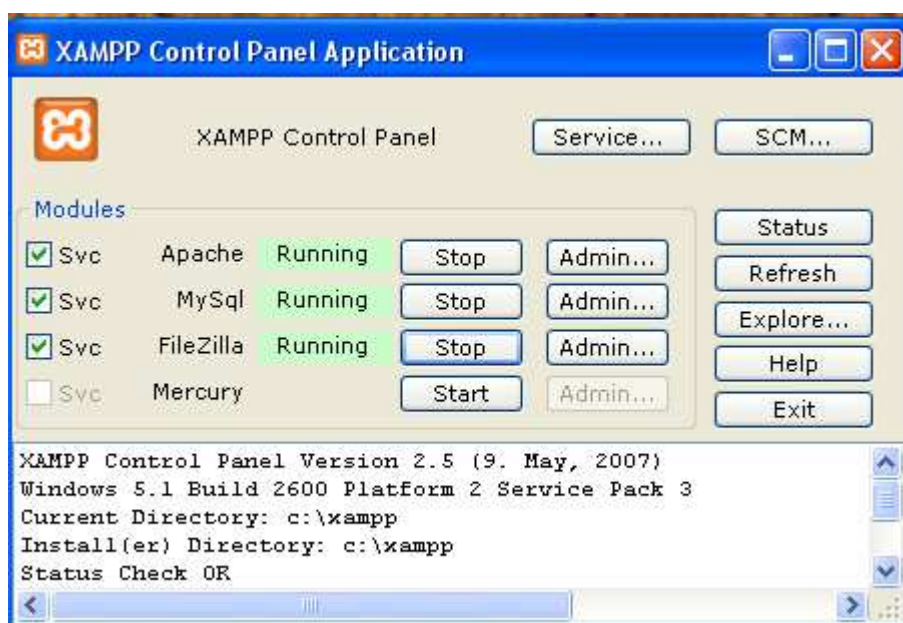 XAMPP Control Panel Application
XAMPP Control Panel Service... SCM...
Modules
Svc Apache Running Stop Admin...
Svc MySql Running Stop Admin...
Svc FileZilla Running Stop Admin...
Svc Mercury Start Admin...
Status
Refresh
Explore...
Help
Exit
XAMPP Control Panel Version 2.5 (9. May, 2007)
Windows 5.1 Build 2600 Platform 2 Service Pack 3
Current Directory: c:\xampp
Install(er) Directory: c:\xampp
Status Check OK